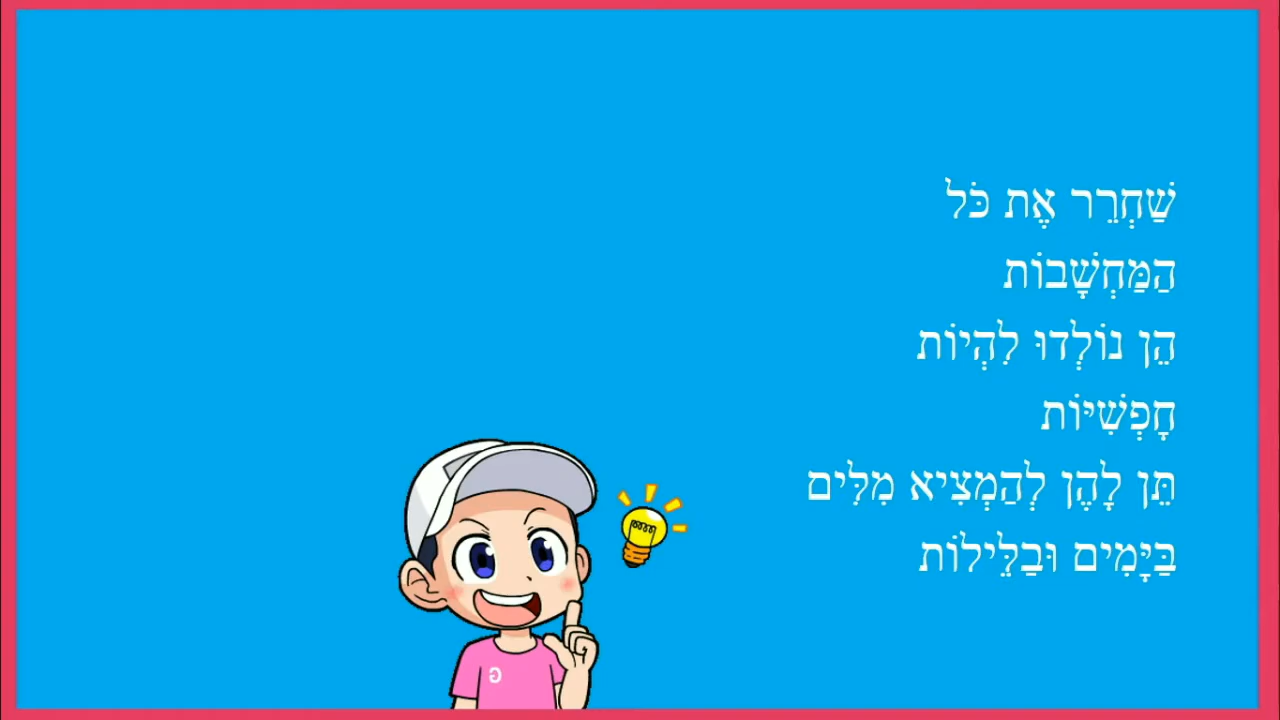 שַׁחְרֵר אֶת כֹּל
הַמַּחְשָׁבוֹת
הֵן נוֹלְדוּ לִהְיוֹת
חָפְשִׁיּוֹת
תֵּן לָהֶן לְהַמְצִיא מִלִּים
בַּיָּמִים וּבַלֵּילוֹת
פ